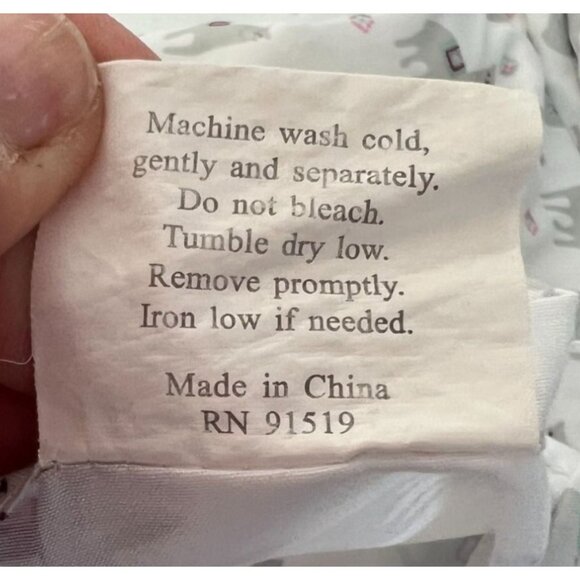 Machine wash cold,
gently and separately.
Do not bleach.
Tumble dry low.
Remove promptly.
Iron low if needed.
Made in China
RN 91519